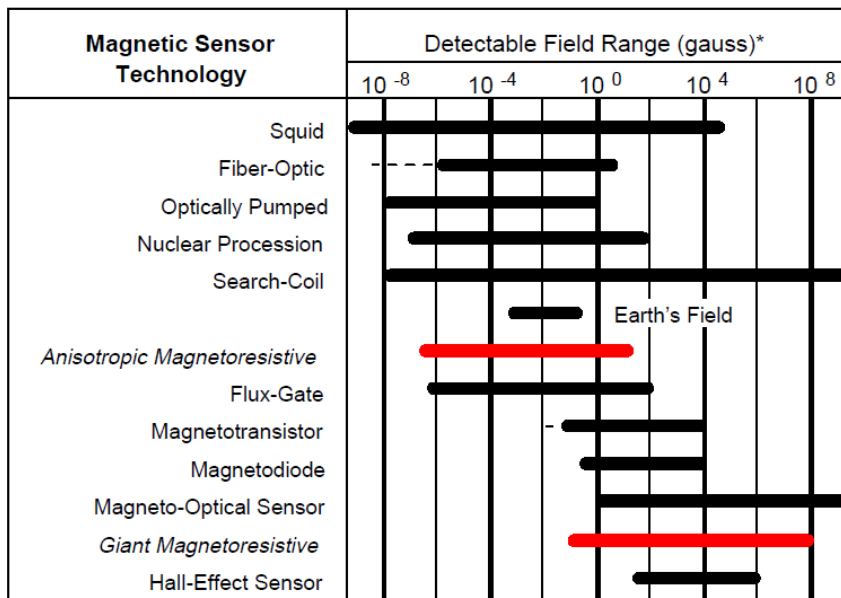 Magnetic Sensor
Technology
Detectable Field Range (gauss)*
10 -8 10 -4 10 0 10 4 10 8
Squid
Fiber-Optic
Optically Pumped
Nuclear Procession
Search-Coil
Earth's Field
Anisotropic Magnetoresistive
Flux-Gate
Magnetotransistor
Magnetodiode
Magneto-Optical Sensor
Giant Magnetoresistive
Hall-Effect Sensor